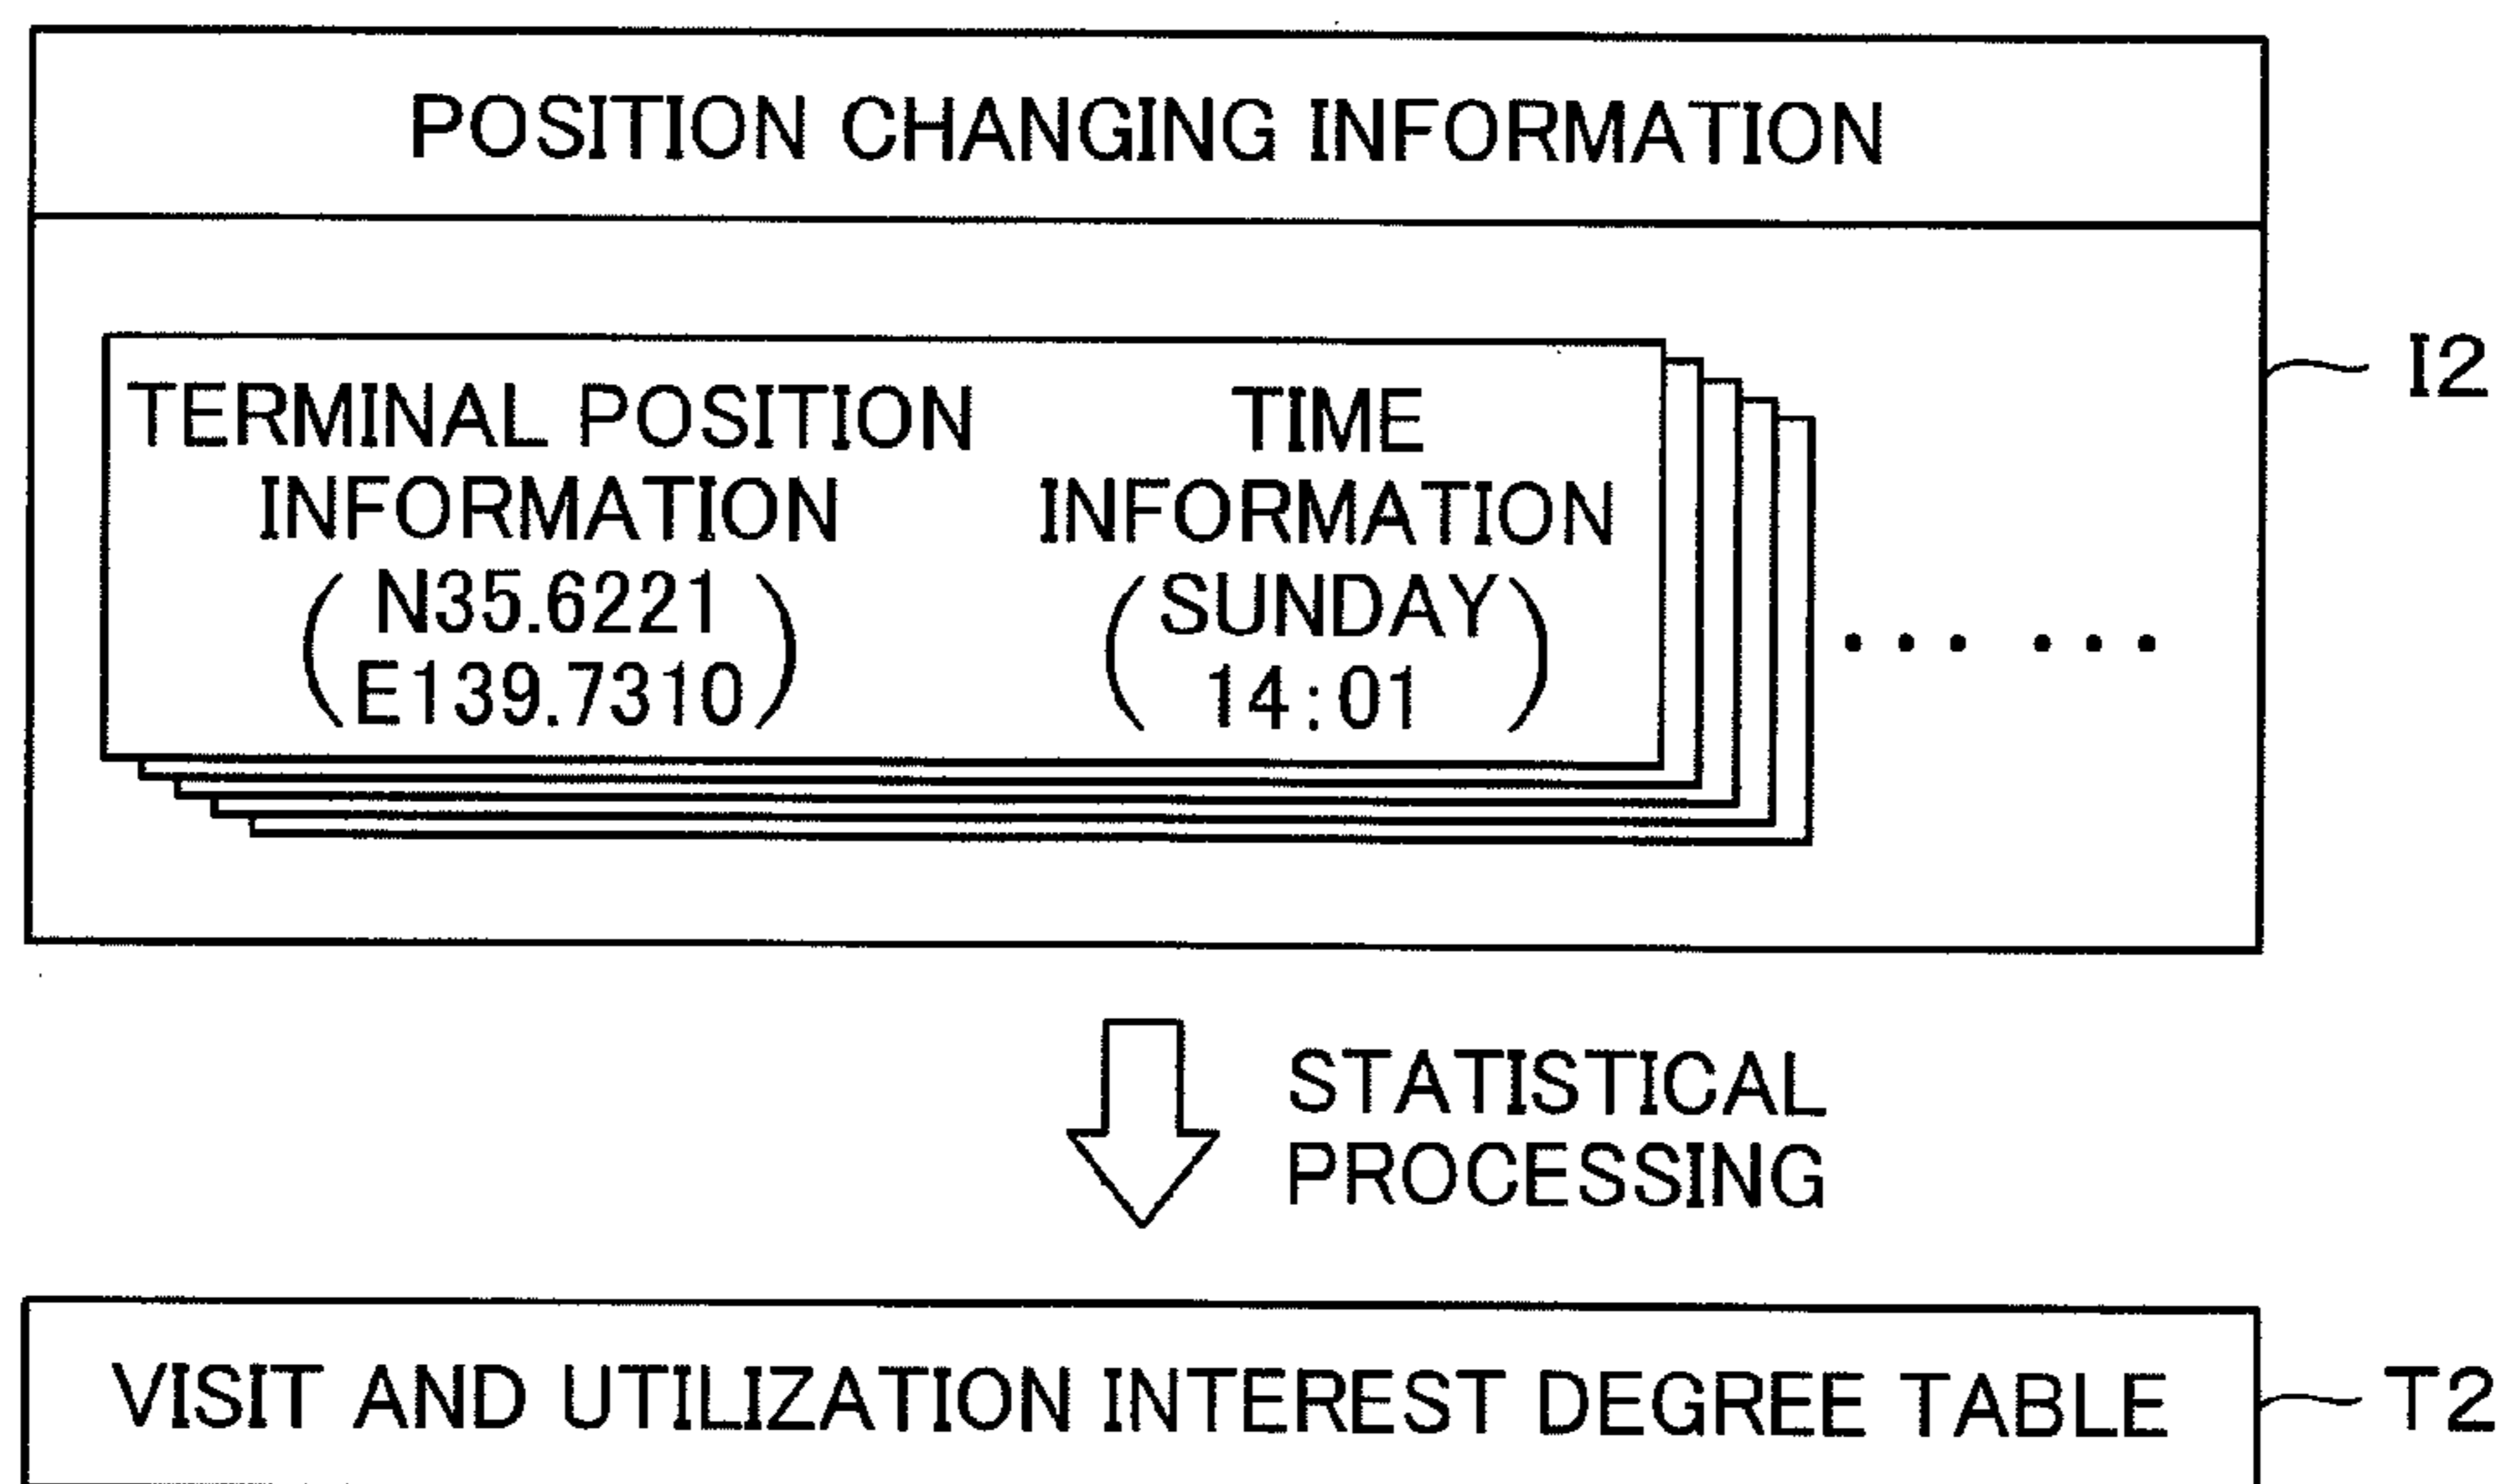 POSITION CHANGING INFORMATION
I2
TERMINAL POSITION INFORMATION
(N35.6221
E139.7310)
TIME INFORMATION
(SUNDAY
14:01)
...  ...
STATISTICAL
PROCESSING
VISIT AND UTILIZATION INTEREST DEGREE TABLE
T2